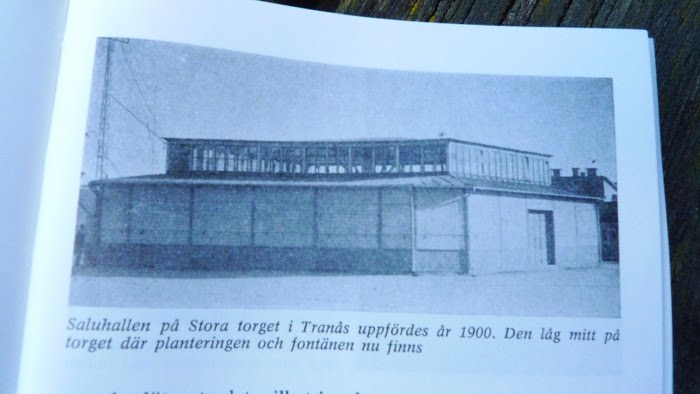 Saluhallen på Stora torget i Tranås uppfördes år 1900. Den låg mitt på
torget där planteringen och fontänen nu finns